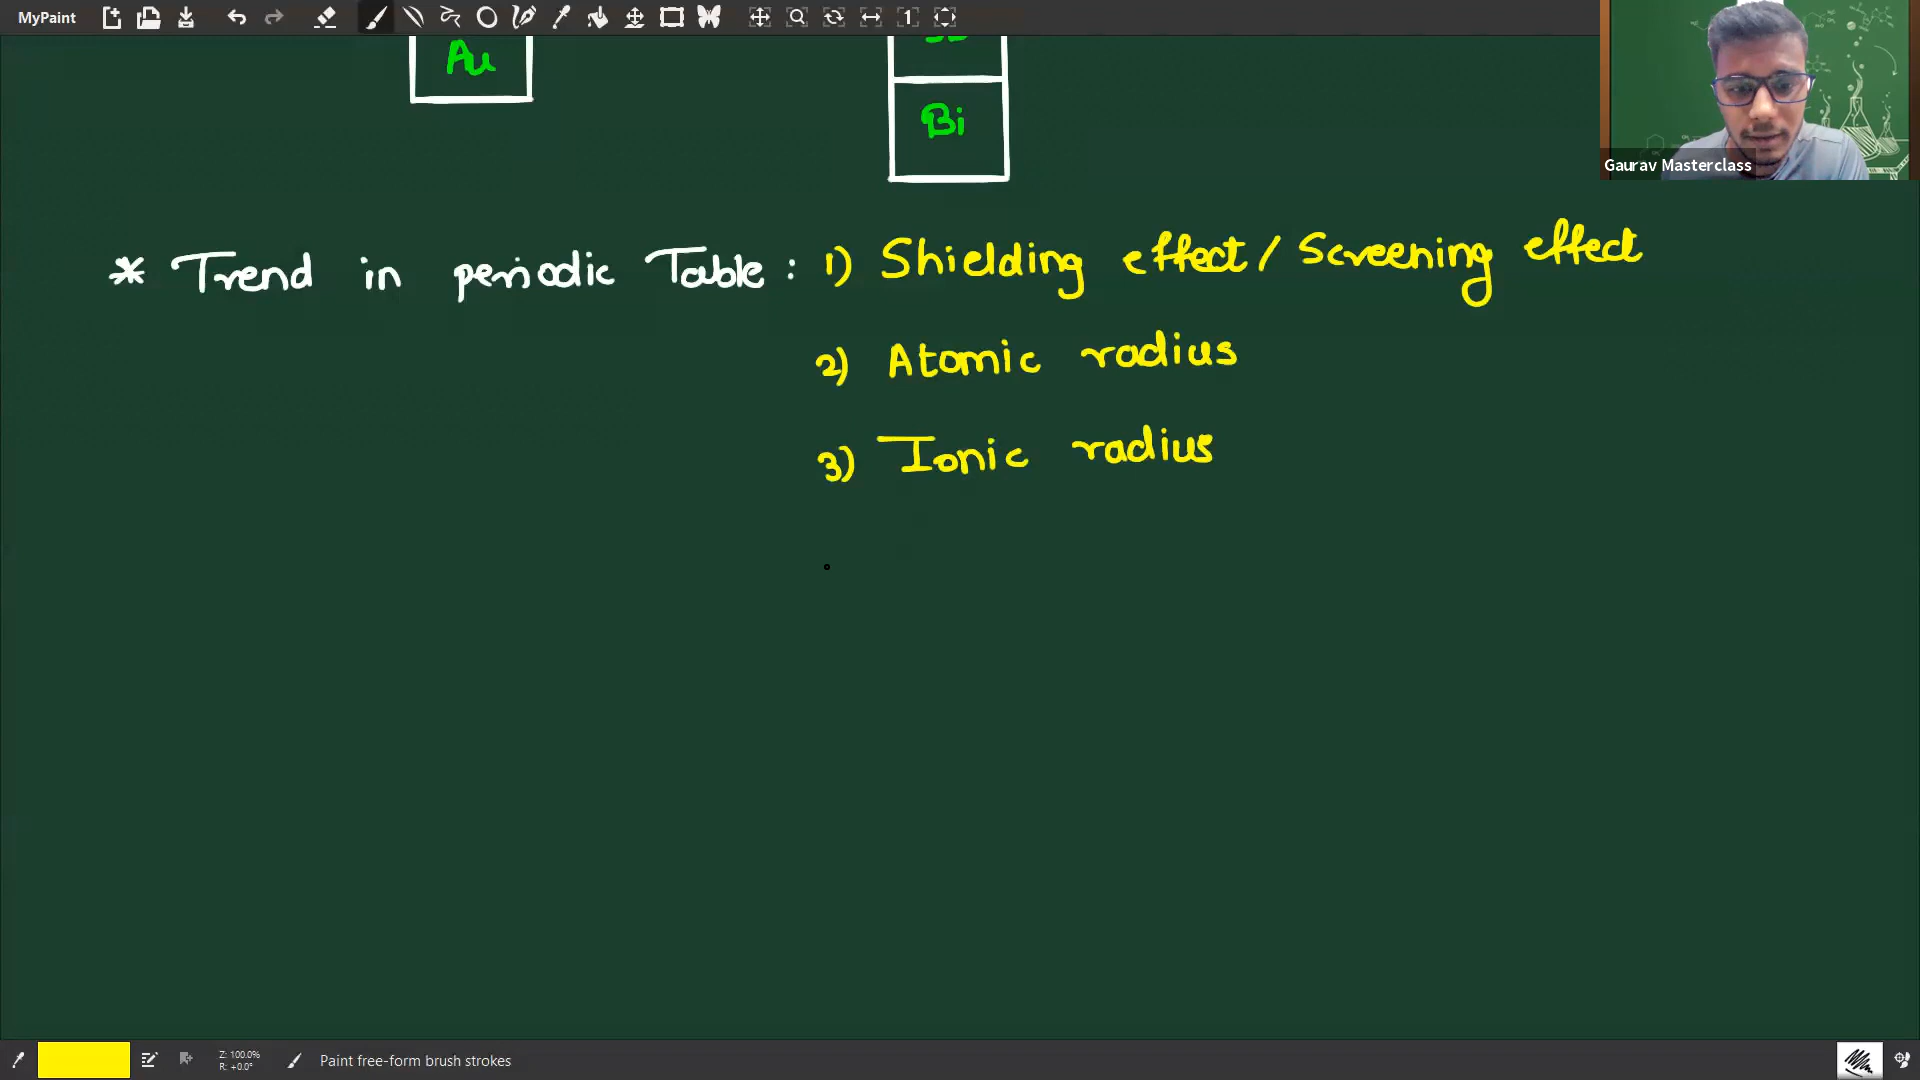 MyPaint
Au
Bi
Gaurav Masterclass
* Trend in periodic Table : 1) Shielding effect / Screening effect
2) Atomic radius
3) Ionic radius
Z: 100.0%
R: +0.0°
Paint free-form brush strokes